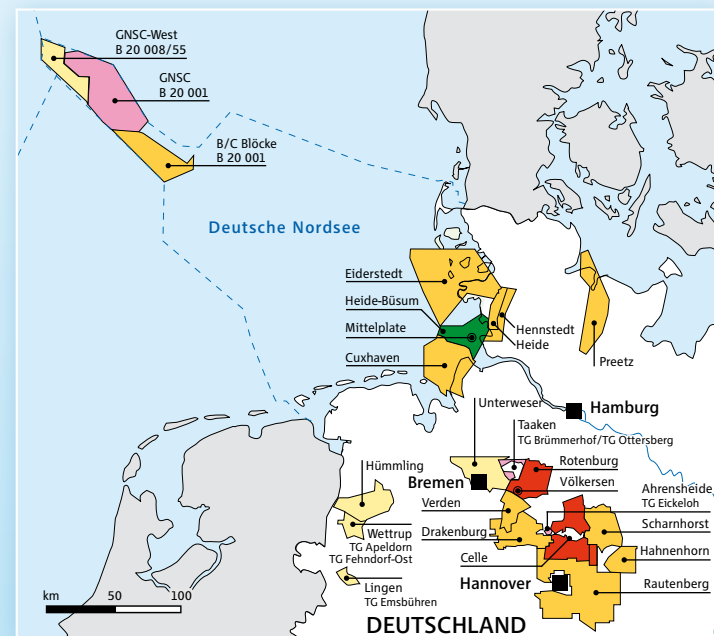 GNSC-West
B 20 008/55
GNSC
B 20 001
B/C Blöcke
B 20 001
Deutsche Nordsee
Eiderstedt
Heide-Büsum
Mittelplate
Cuxhaven
Hennstedt
Heide
Preetz
Hamburg
Unterweser
Taaken
TG Brümmerhof/TG Ottersberg
Hümmling
Bremen
Rotenburg
Völkersen
Ahrensheide,
TG Eickeloh
Verden
Scharnhorst
Drakenburg
Wettrup
TG Apeldorn
TG Fehndorf-Ost
Celle
Hahnenhorn
Lingen
TG Emsbühren
Hannover
Rautenberg
km 50 100
DEUTSCHLAND